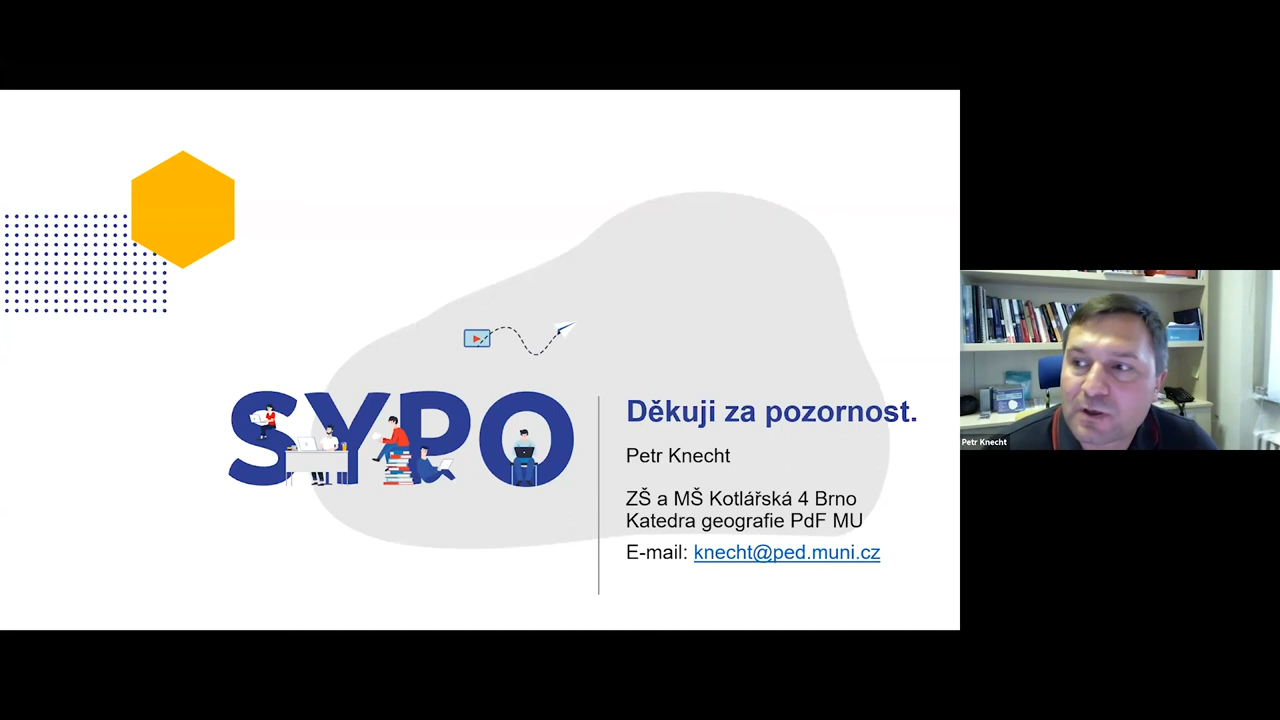 SYPO
Děkuji za pozornost.
Petr Knecht
ZŠ a MŠ Kotlářská 4 Brno
Katedra geografie PdF MU
E-mail: knecht@ped.muni.cz
Petr Knecht